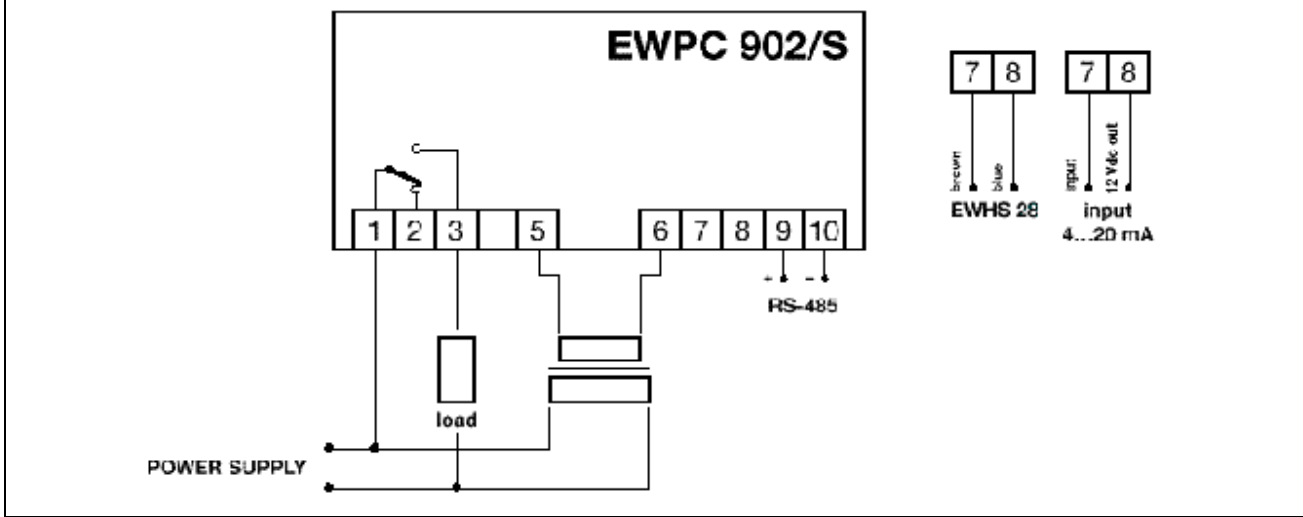 EWPC 902/S
7 8
7 8
brown
blue
input
12 Vdc out
EWHS 28
input
4...20 mA
1 2 3 5 6 7 8 9 10
+ -
RS-485
load
POWER SUPPLY